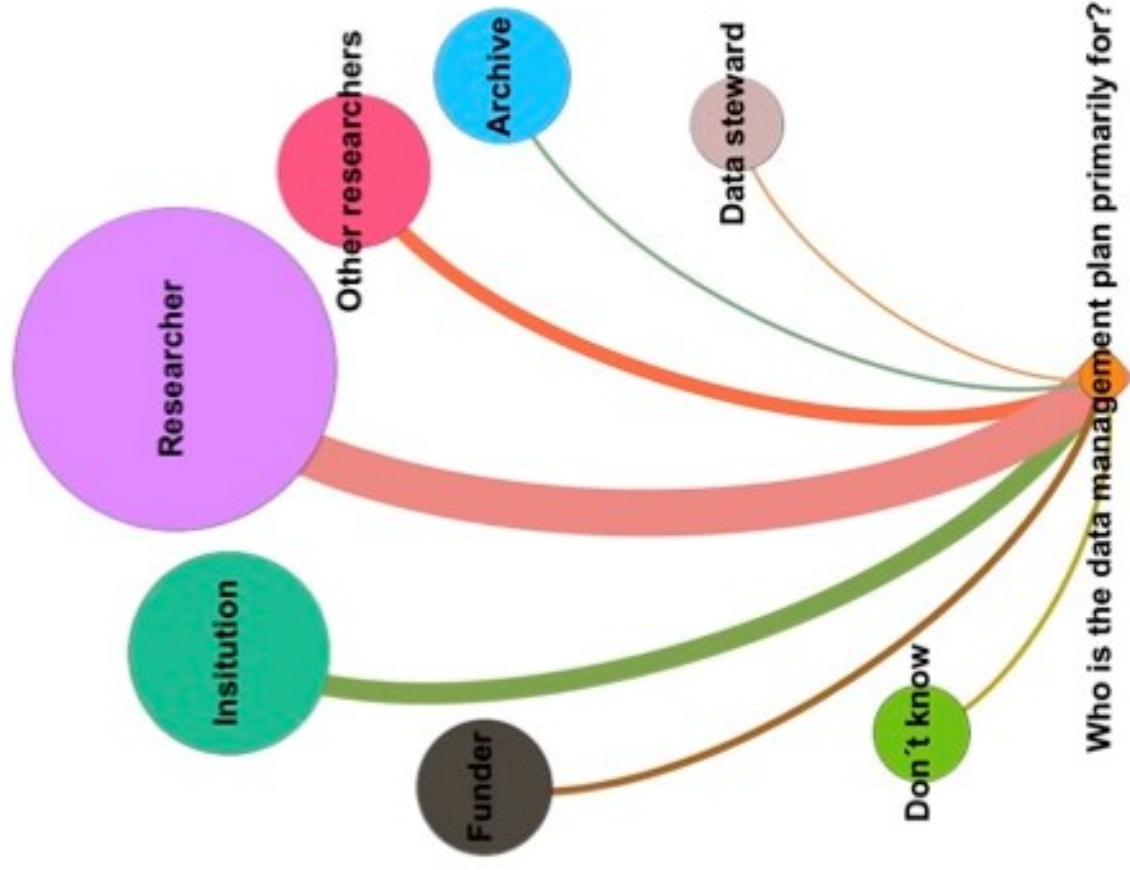 Who is the data management plan primarily for?
Researcher
Other researchers
Archive
Data steward
Insitution
Funder
Don´t know